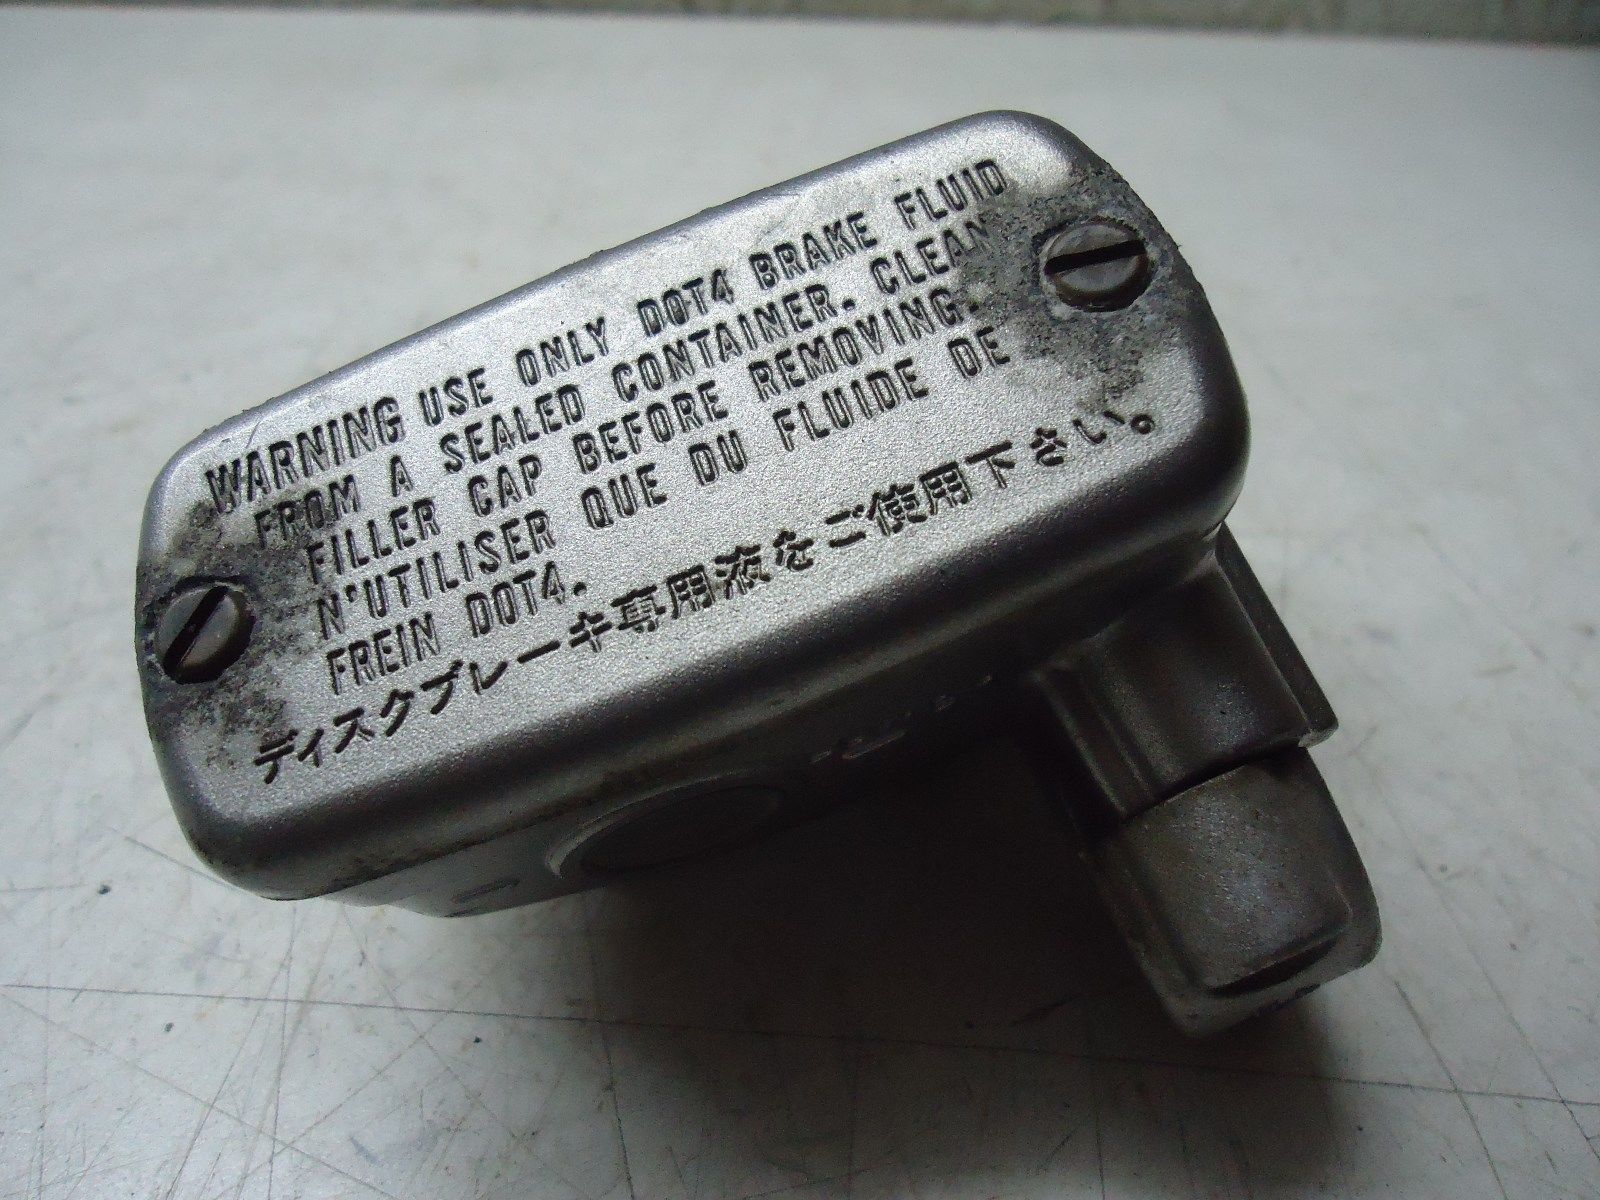 WARNING USE ONLY DOT4 BRAKE FLUID
FROM A SEALED CONTAINER. CLEAN
FILLER CAP BEFORE REMOVING.
N'UTILISER QUE DU FLUIDE DE
FREIN DOT4.
ディスクブレーキ専用液をご使用下さい。